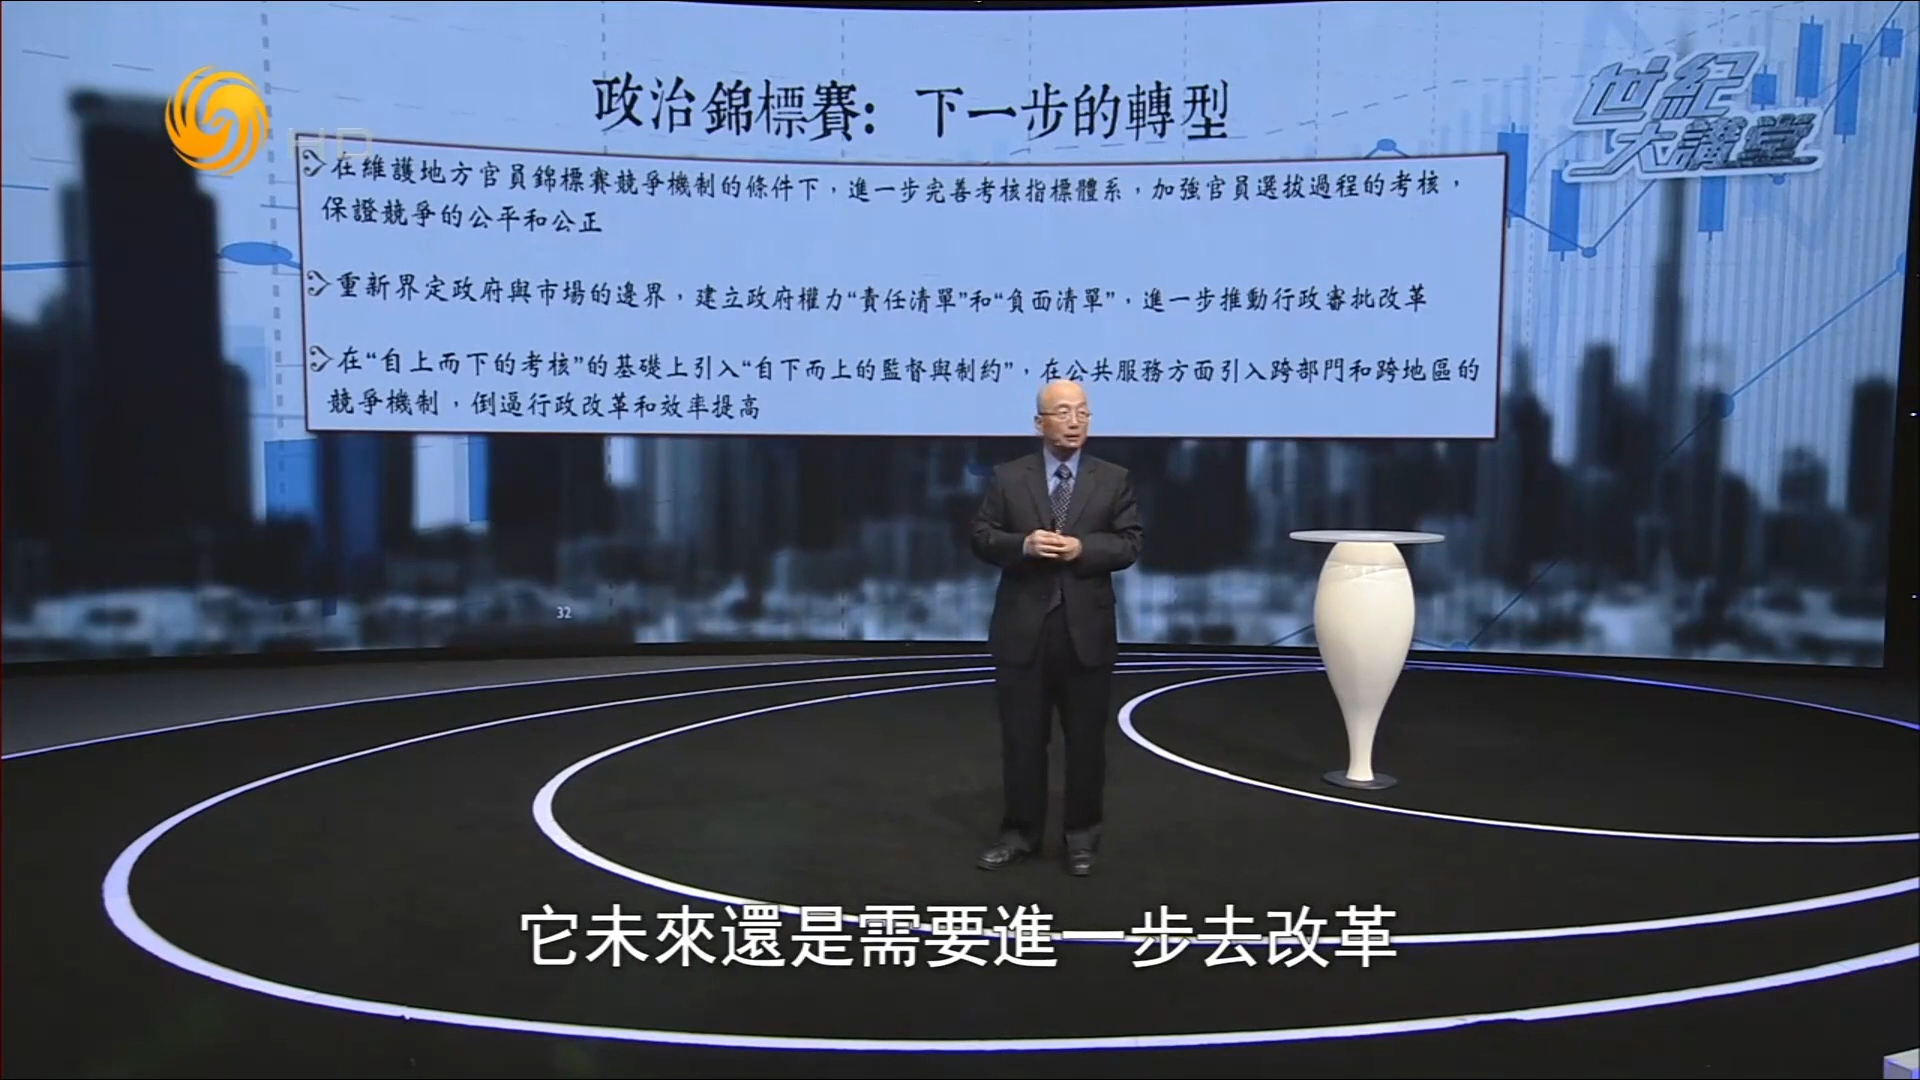 政治錦標賽：下一步的轉型
世紀
大講堂
HD
在維護地方官員錦標賽競爭機制的條件下，進一步完善考核指標體系，加強官員選拔過程的考核，
保證競爭的公平和公正
重新界定政府與市場的邊界，建立政府權力“責任清單”和“負面清單”，進一步推動行政審批改革
在“自上而下的考核”的基礎上引入“自下而上的監督與制約”，在公共服務方面引入跨部門和跨地區的
競爭機制，倒逼行政改革和效率提高
32
它未來還是需要進一步去改革